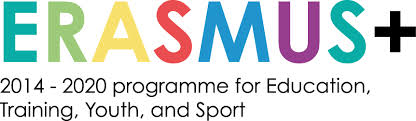 ERASMUS+
2014 - 2020 programme for Education,
Training, Youth, and Sport